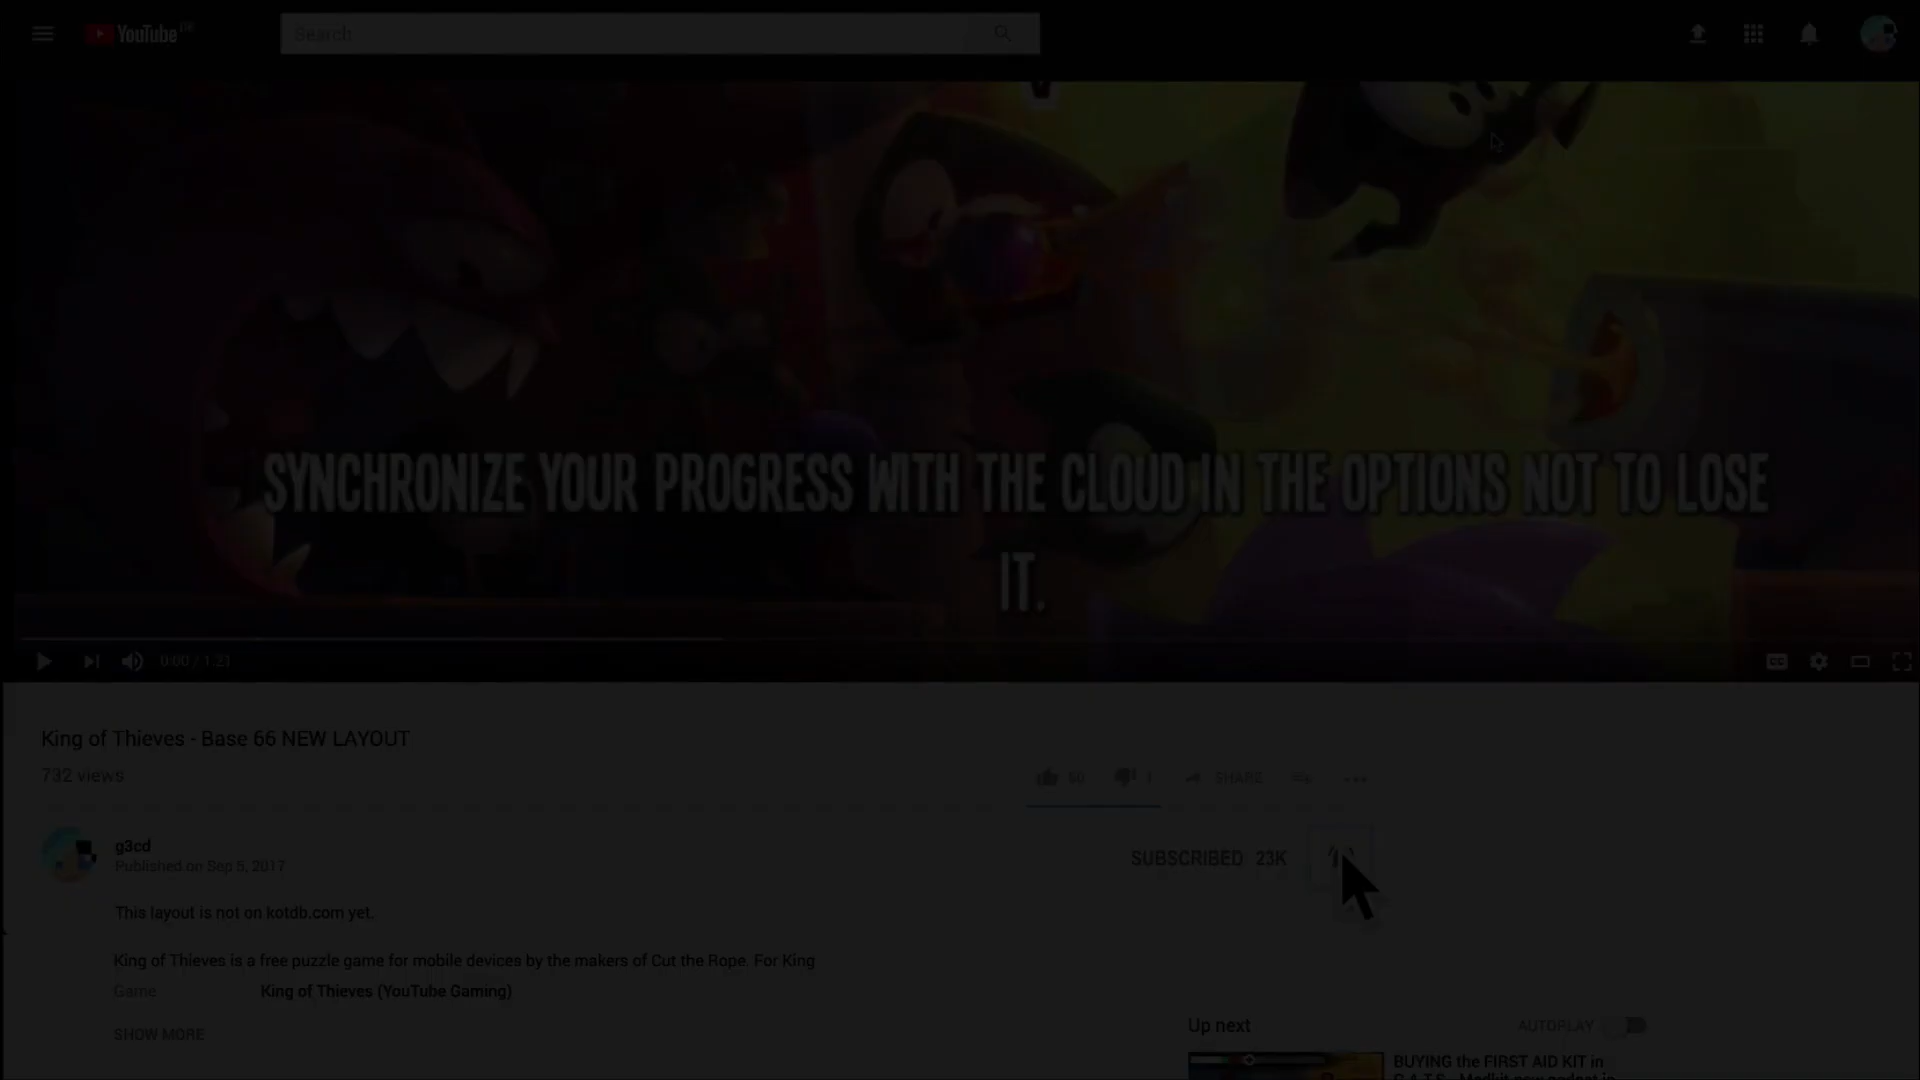 YouTube
Search
SYNCHRONIZE YOUR PROGRESS WITH THE CLOUD IN THE OPTIONS NOT TO LOSE
IT.
0:00 / 1:21
King of Thieves - Base 66 NEW LAYOUT
732 views
SHARE
g3cd
Published on Sep 5, 2017
SUBSCRIBED 23K
This layout is not on kotdb.com yet.
King of Thieves is a free puzzle game for mobile devices by the makers of Cut the Rope. For King
Game King of Thieves (YouTube Gaming)
SHOW MORE
Up next
AUTOPLAY
BUYING the FIRST AID KIT in